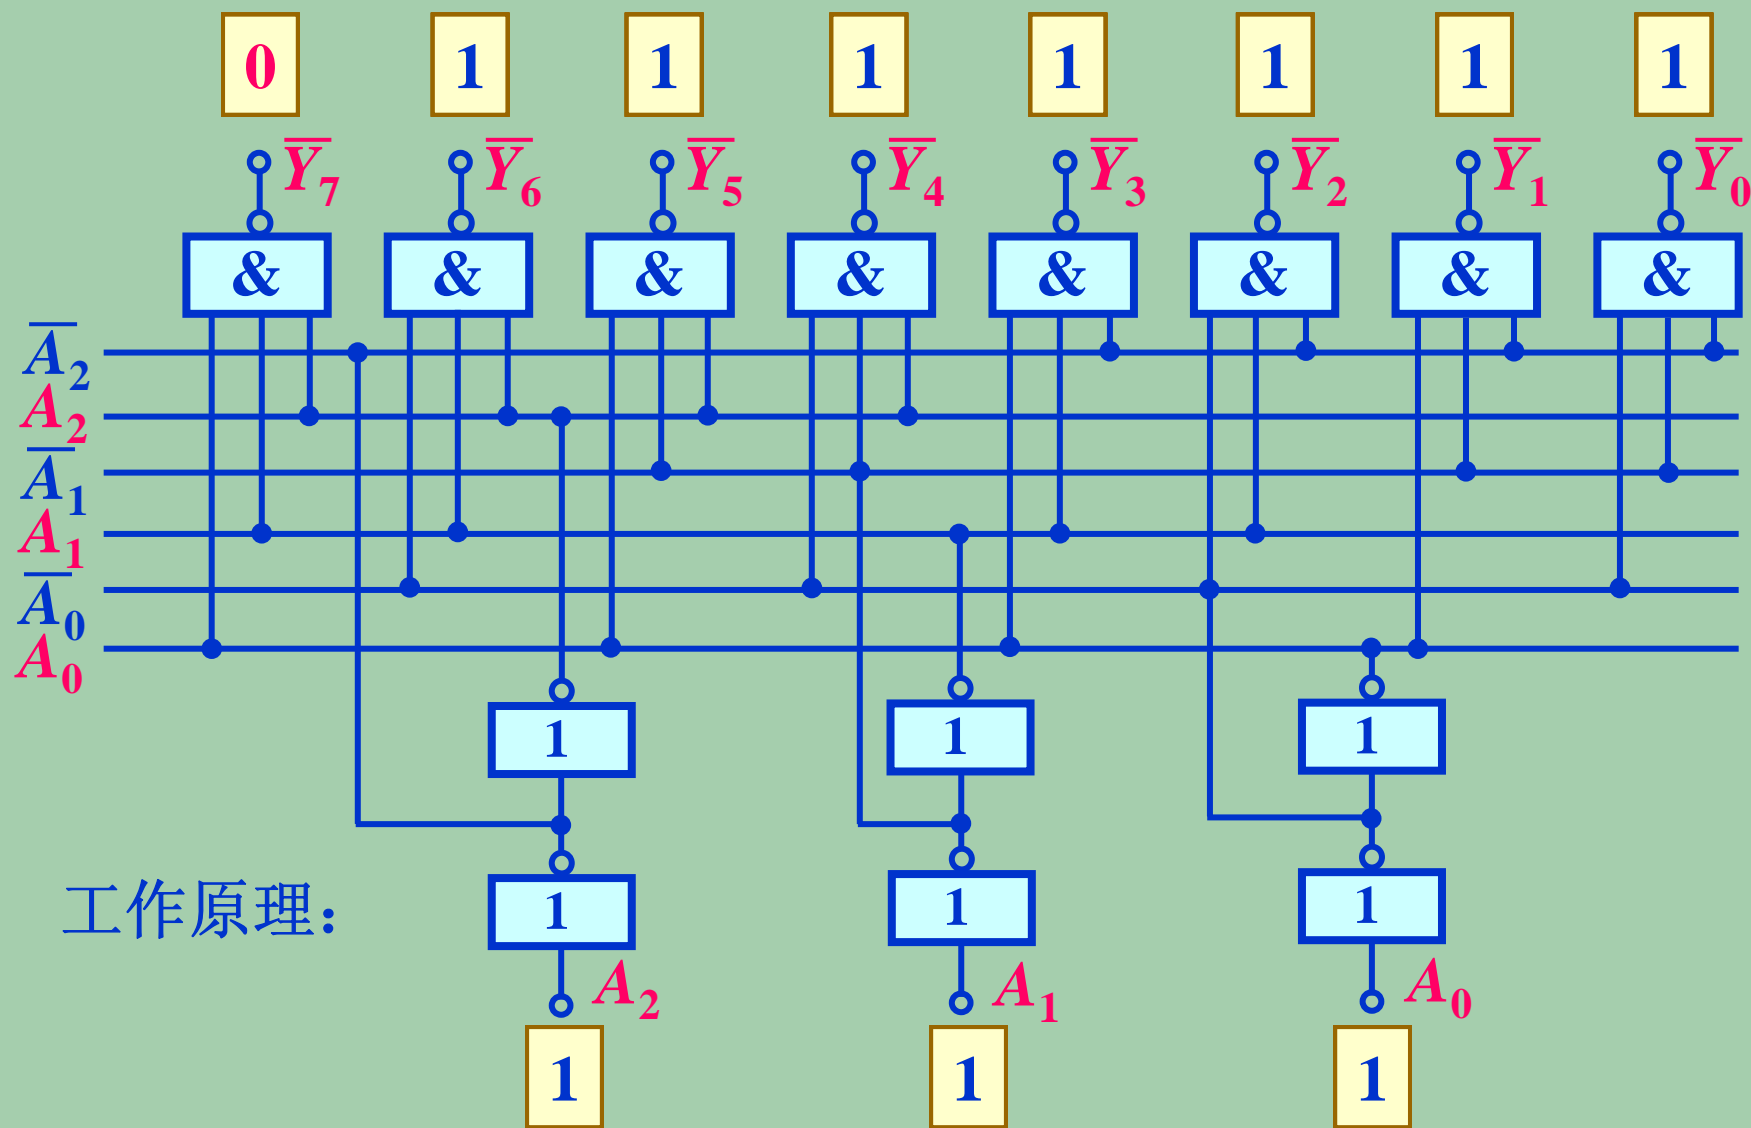 0 1 1 1 1 1 1 1
Y̅₇ Y̅₆ Y̅₅ Y̅₄ Y̅₃ Y̅₂ Y̅₁ Y̅₀
& & & & & & & &
A̅₂
A₂
A̅₁
A₁
A̅₀
A₀
1 1 1
工作原理:
1 1 1
A₂ A₁ A₀
1 1 1